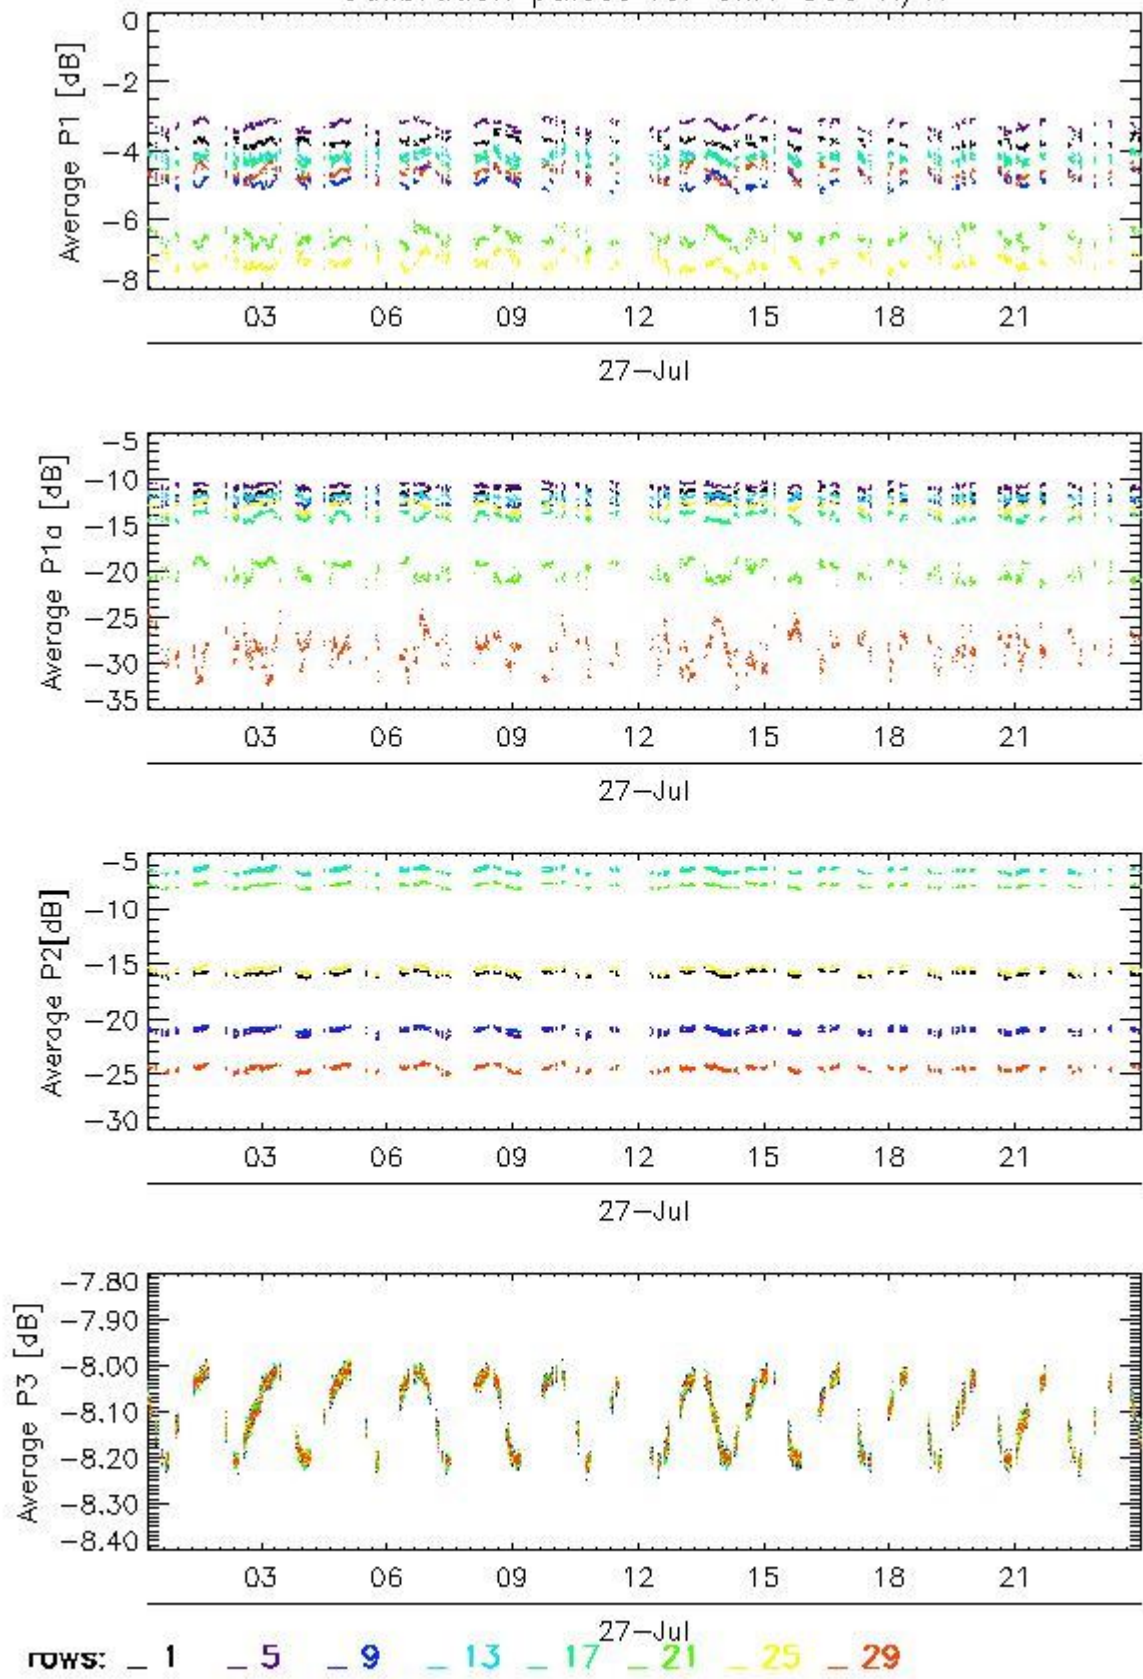 Average P1 [dB]
0
−2
−4
−6
−8
03 06 09 12 15 18 21
27−Jul
Average P1a [dB]
−5
−10
−15
−20
−25
−30
−35
03 06 09 12 15 18 21
27−Jul
Average P2[dB]
−5
−10
−15
−20
−25
−30
03 06 09 12 15 18 21
27−Jul
Average P3 [dB]
−7.80
−7.90
−8.00
−8.10
−8.20
−8.30
−8.40
03 06 09 12 15 18 21
27−Jul
rows: _ 1 _ 5 _ 9 _ 13 _ 17 _ 21 _ 25 _ 29